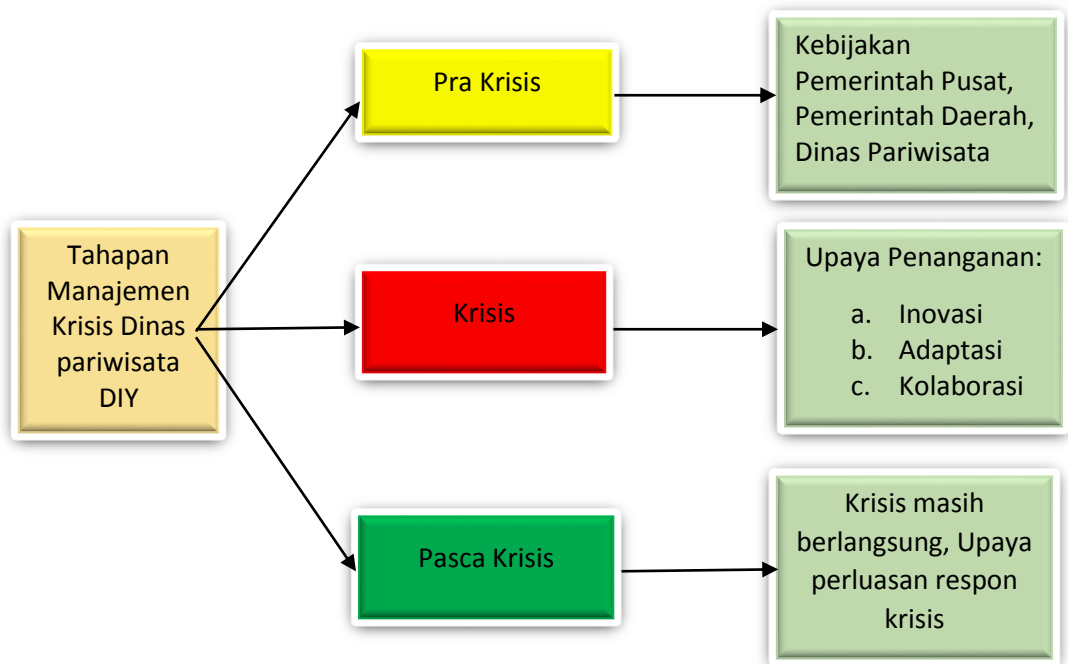 Tahapan
Manajemen
Krisis Dinas
pariwisata
DIY
Pra Krisis
Kebijakan
Pemerintah Pusat,
Pemerintah Daerah,
Dinas Pariwisata
Krisis
Upaya Penanganan:
a. Inovasi
b. Adaptasi
c. Kolaborasi
Pasca Krisis
Krisis masih
berlangsung, Upaya
perluasan respon
krisis